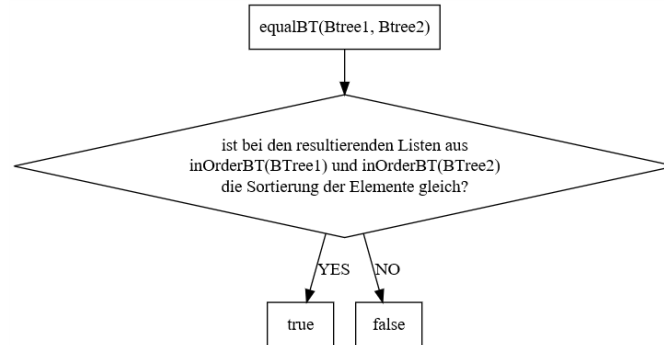 equalBT(Btree1, Btree2)
ist bei den resultierenden Listen aus
inOrderBT(BTree1) und inOrderBT(BTree2)
die Sortierung der Elemente gleich?
YES
NO
true
false